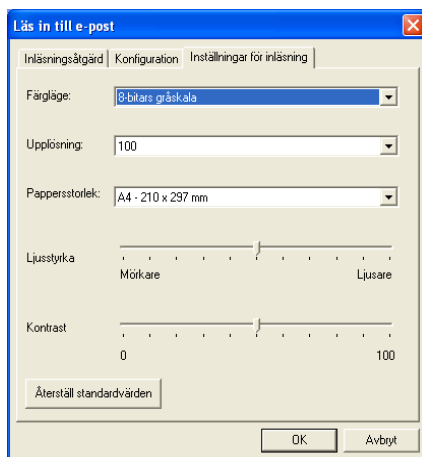 Läs in till e-post
Inläsningsåtgärd Konfiguration Inställningar för inläsning
Färgläge: 8-bitars gråskala
Upplösning: 100
Pappersstorlek: A4 - 210 x 297 mm
Ljusstyrka
Mörkare Ljusare
Kontrast
0 100
Återställ standardvärden
OK Avbryt